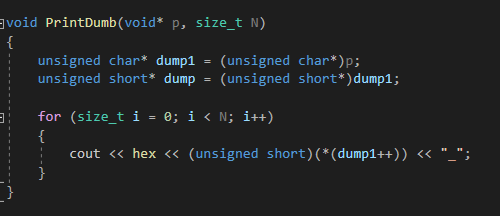 void PrintDumb(void* p, size_t N)
{
unsigned char* dump1 = (unsigned char*)p;
unsigned short* dump = (unsigned short*)dump1;
for (size_t i = 0; i < N; i++)
{
cout << hex << (unsigned short)(*(dump1++)) << "_";
}
}